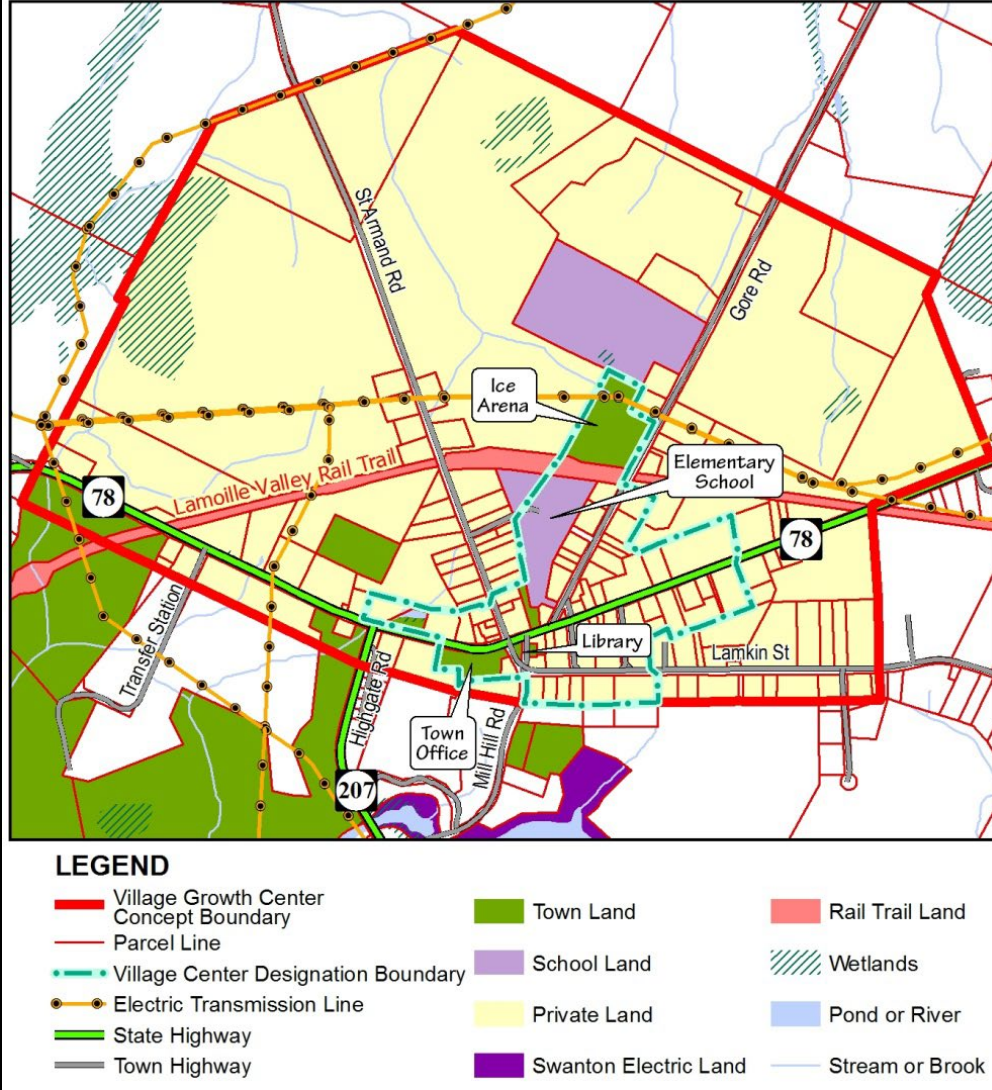 St Armand Rd
Gore Rd
Ice
Arena
Elementary
School
78
Lamoille Valley Rail Trail
78
Transfer Station
Library
Lamkin St
Highgate Rd
Town
Office
Mill Hill Rd
207
LEGEND
Village Growth Center
Concept Boundary
Parcel Line
Village Center Designation Boundary
Electric Transmission Line
State Highway
Town Highway
Town Land
School Land
Private Land
Swanton Electric Land
Rail Trail Land
Wetlands
Pond or River
Stream or Brook